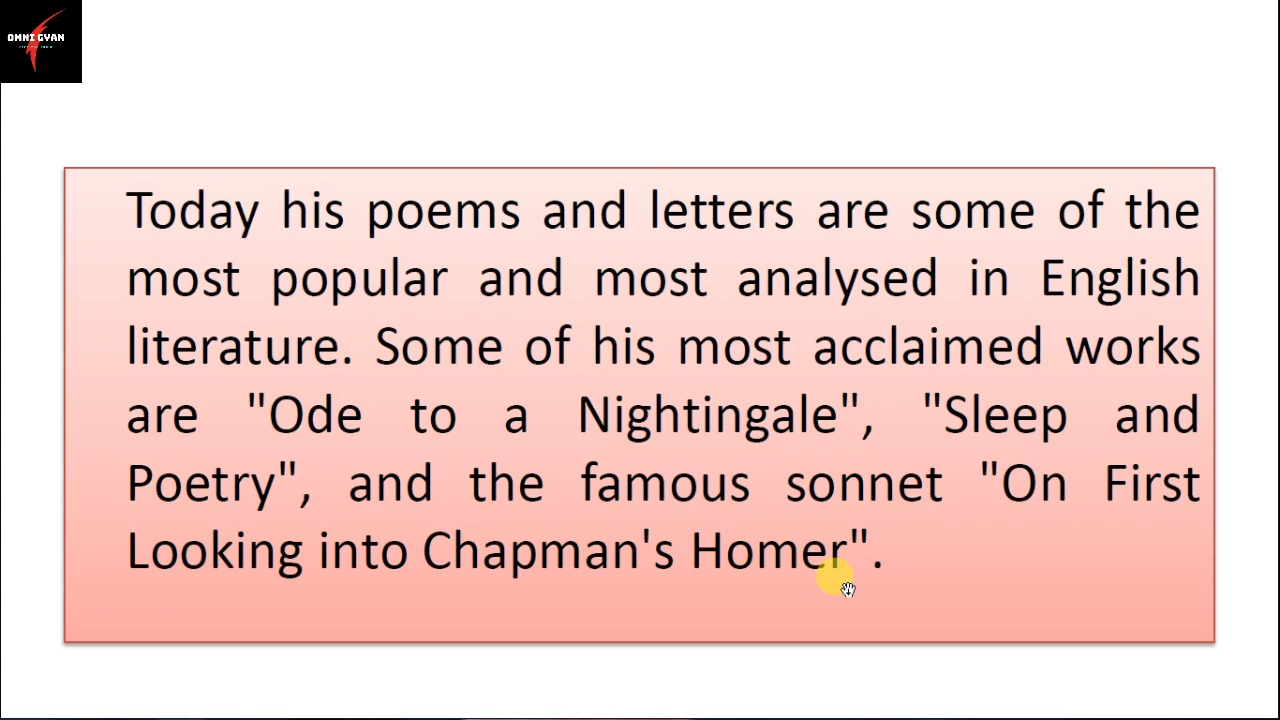 OMNI GYAN
Today his poems and letters are some of the
most popular and most analysed in English
literature. Some of his most acclaimed works
are "Ode to a Nightingale", "Sleep and
Poetry", and the famous sonnet "On First
Looking into Chapman's Homer".